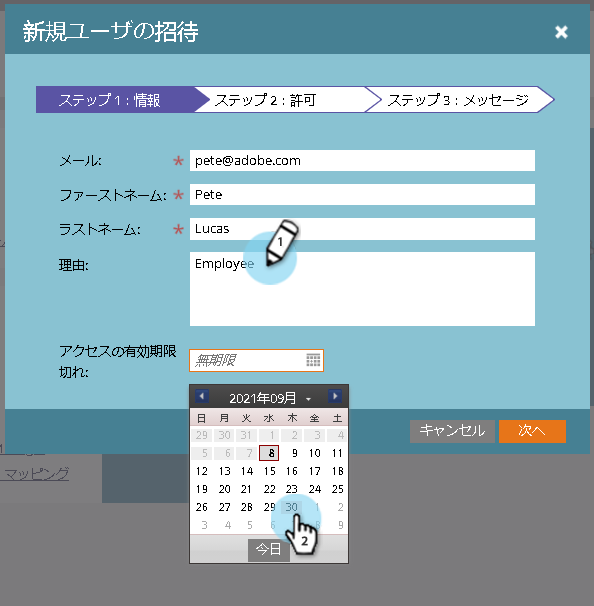 新規ユーザの招待
ステップ 1 : 情報 ステップ 2 : 許可 ステップ 3 : メッセージ
メール: * pete@adobe.com
ファーストネーム: * Pete
ラストネーム: * Lucas
1
理由: Employee
アクセスの有効期限
切れ: 無期限
2021年09月
日 月 火 水 木 金 土
29 30 31 1 2 3 4
5 6 7 8 9 10 11
12 13 14 15 16 17 18
19 20 21 22 23 24 25
26 27 28 29 30 1 2
3 4 5 6 8 9
2
今日
キャンセル 次へ
マッピング